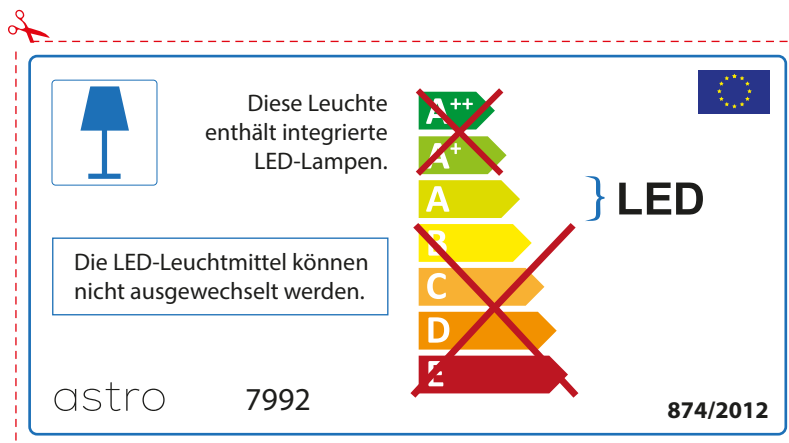 Diese Leuchte
enthält integrierte
LED-Lampen.
Die LED-Leuchtmittel können
nicht ausgewechselt werden.
A++
A+
A
B
C
D
E
LED
astro
7992
874/2012